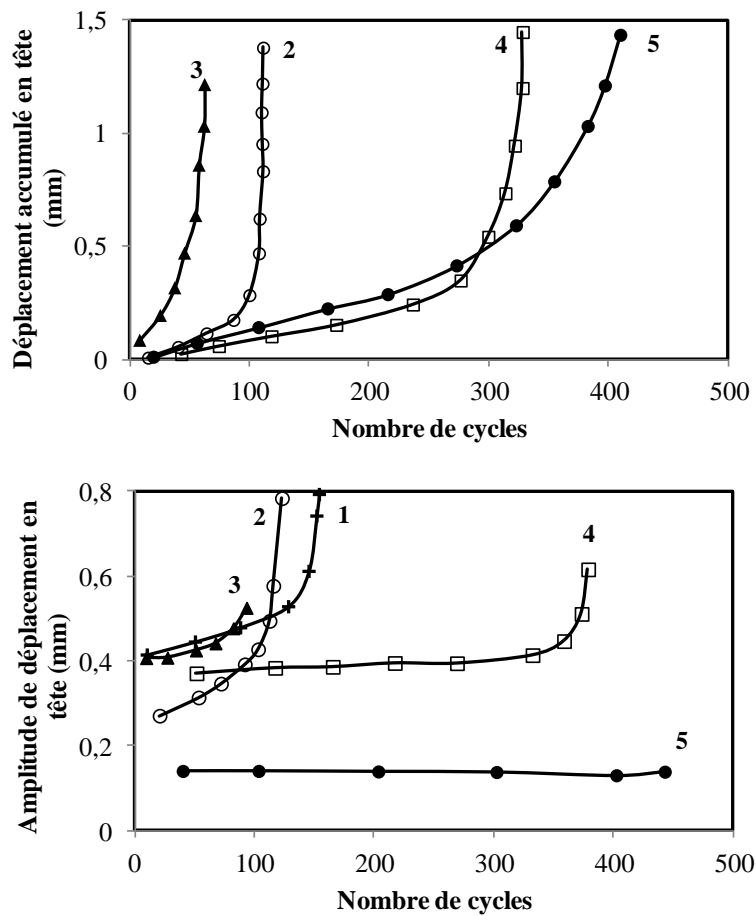 Déplacement accumulé en tête
(mm)
1,5
1
0,5
0
3
2
4
5
0 100 200 300 400 500
Nombre de cycles
Amplitude de déplacement en
tête (mm)
0,8
0,6
0,4
0,2
0
2
1
3
4
5
0 100 200 300 400 500
Nombre de cycles